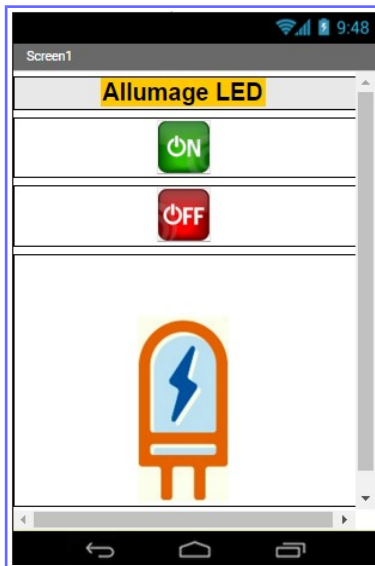 9:48
Screen1
Allumage LED
ON
OFF